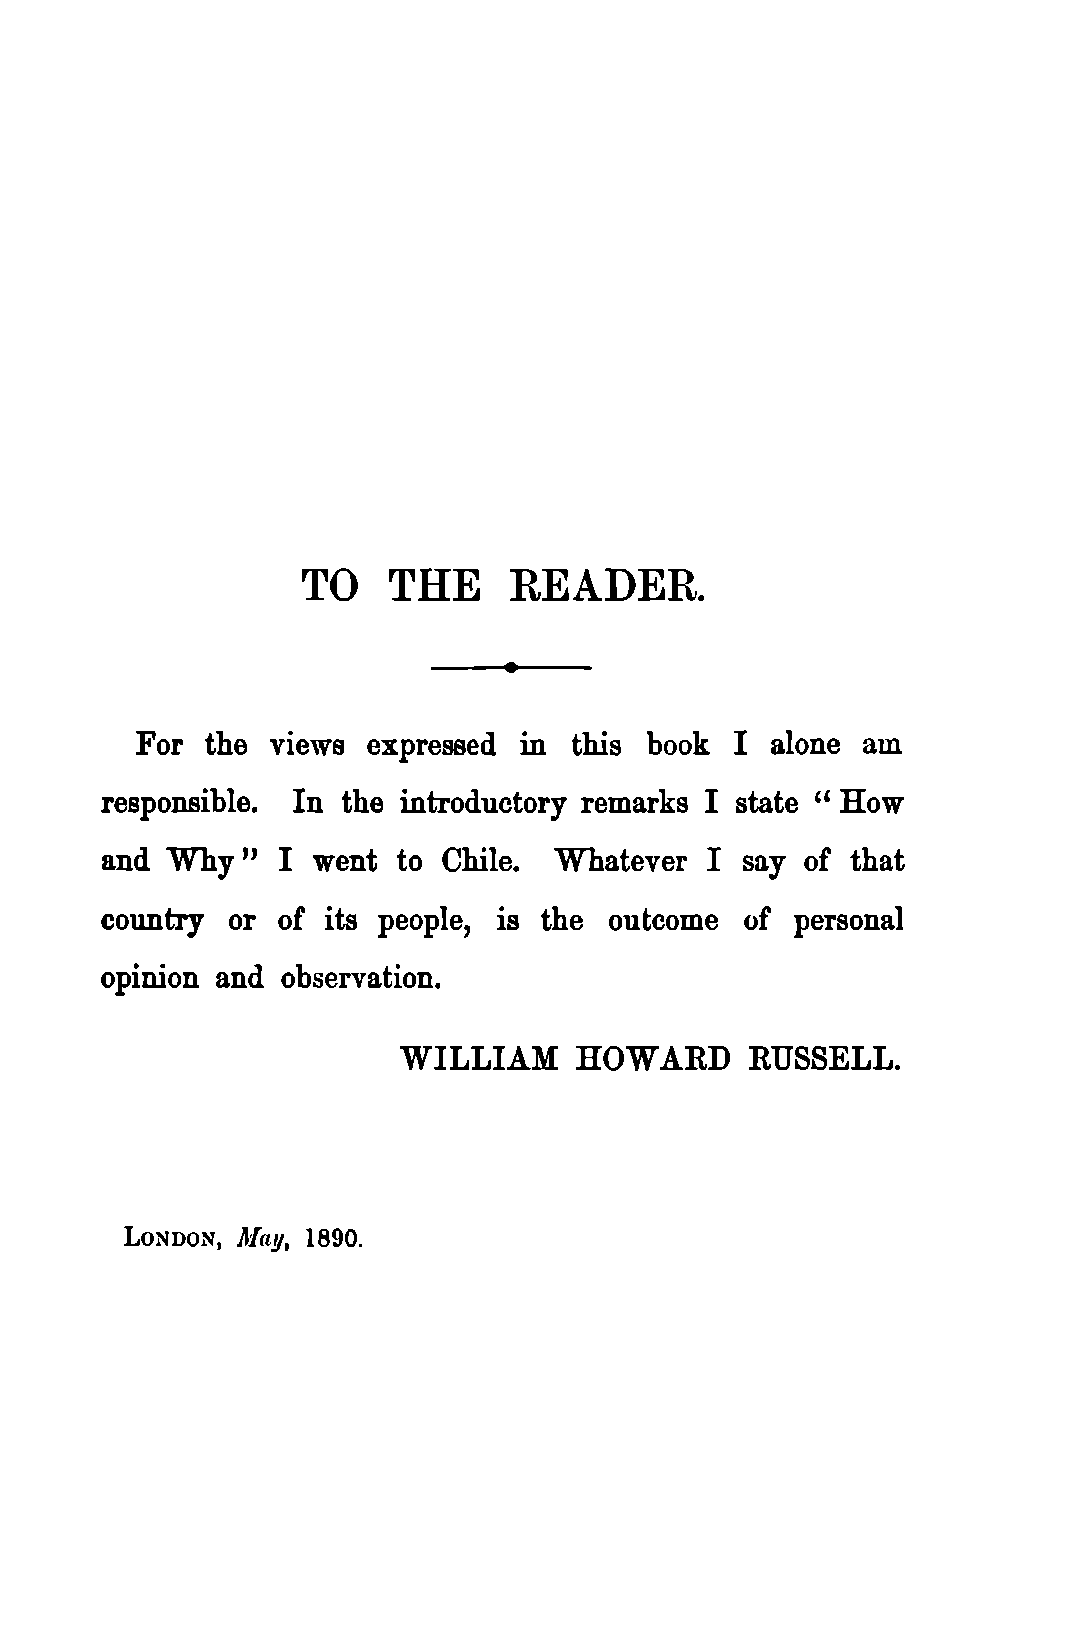 TO THE READER.
For the views expressed in this book I alone am
responsible. In the introductory remarks I state “How
and Why” I went to Chile. Whatever I say of that
country or of its people, is the outcome of personal
opinion and observation.
WILLIAM HOWARD RUSSELL.
London, May, 1890.